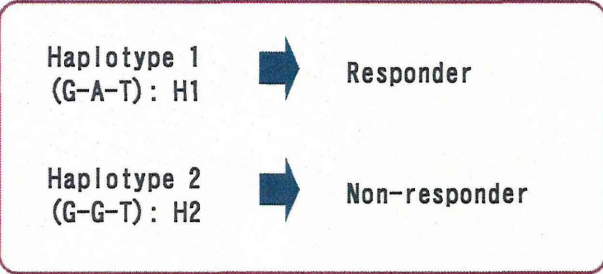 Haplotype 1
(G-A-T): H1
Responder
Haplotype 2
(G-G-T): H2
Non-responder